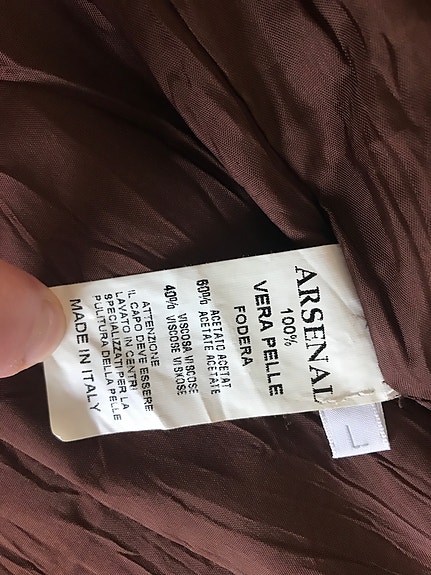 ARSENAL
100%
VERA PELLE
FODERA
60% ACETATO ACETAT
ACETATE ACETATE
40% VISCOSA VISCOSE
VISCOSE VISKOSE
ATTENZIONE
IL CAPO DEVE ESSERE
LAVATO IN CENTRI
SPECIALIZZATI PER LA
PULITURA DELLA PELLE
MADE IN ITALY
L